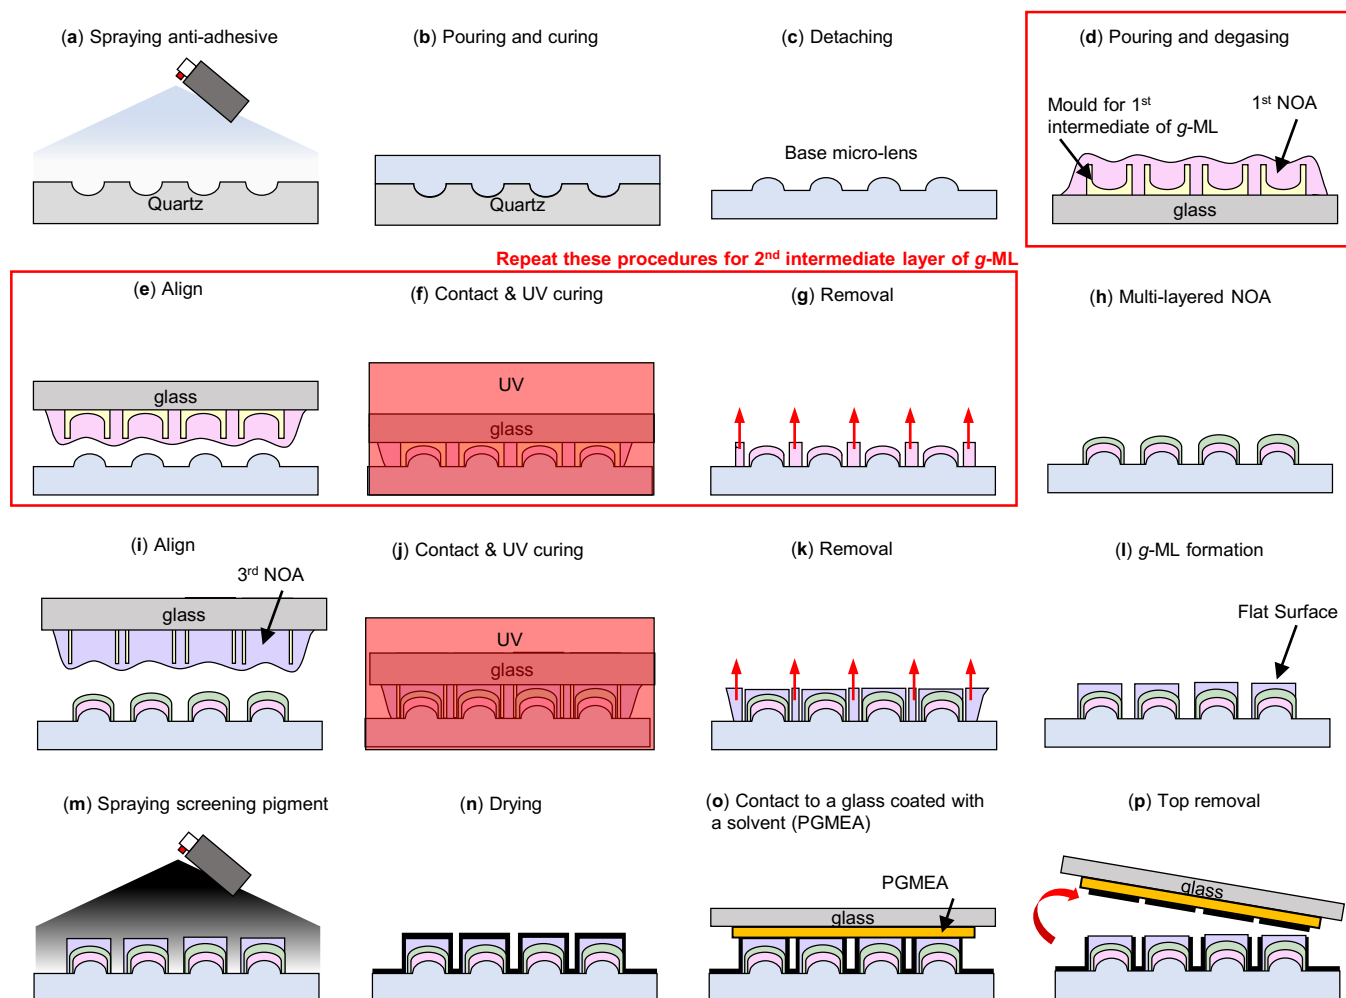 (a) Spraying anti-adhesive
(b) Pouring and curing
(c) Detaching
(d) Pouring and degasing
Quartz
Quartz
Base micro-lens
Mould for 1st
intermediate of g-ML
1st NOA
glass
Repeat these procedures for 2nd intermediate layer of g-ML
(e) Align
(f) Contact & UV curing
(g) Removal
(h) Multi-layered NOA
glass
UV
glass
(i) Align
(j) Contact & UV curing
(k) Removal
(l) g-ML formation
3rd NOA
glass
UV
glass
Flat Surface
(m) Spraying screening pigment
(n) Drying
(o) Contact to a glass coated with
a solvent (PGMEA)
(p) Top removal
PGMEA
glass
glass